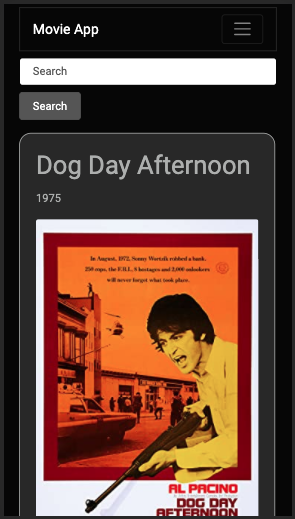 Movie App
Search
Search
Dog Day Afternoon
1975
In August, 1972, Sonny Wortzik robbed a bank.
250 cops, the F.B.I., 8 hostages and 2,000 onlookers
will never forget what took place.
AL PACINO
DOG DAY
AFTERNOON